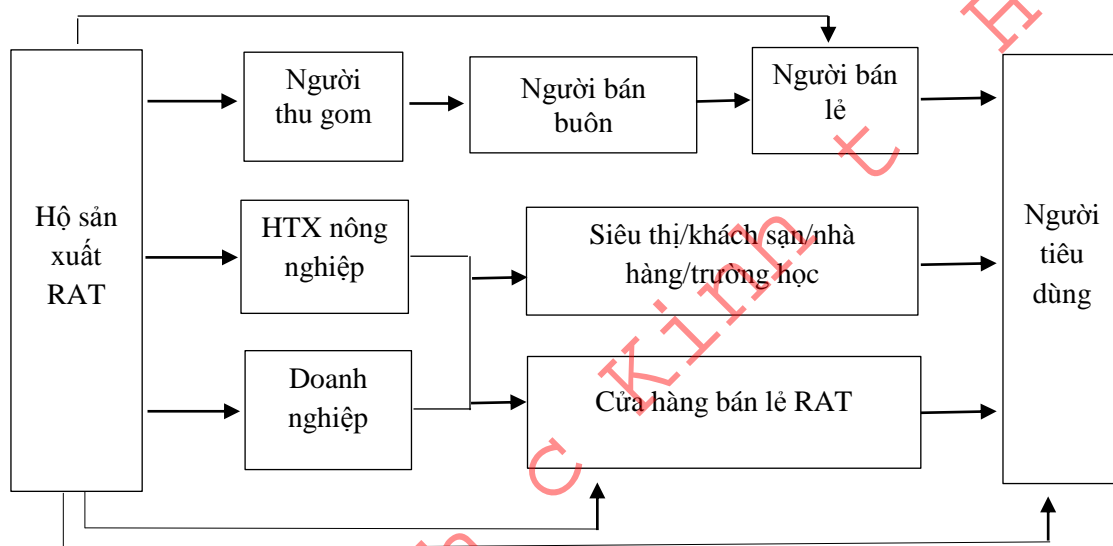 Người
thu gom
Người bán
buôn
Người bán
lẻ
Hộ sản
xuất
RAT
HTX nông
nghiệp
Siêu thị/khách sạn/nhà
hàng/trường học
Người
tiêu
dùng
Doanh
nghiệp
Cửa hàng bán lẻ RAT
c Kinh t H